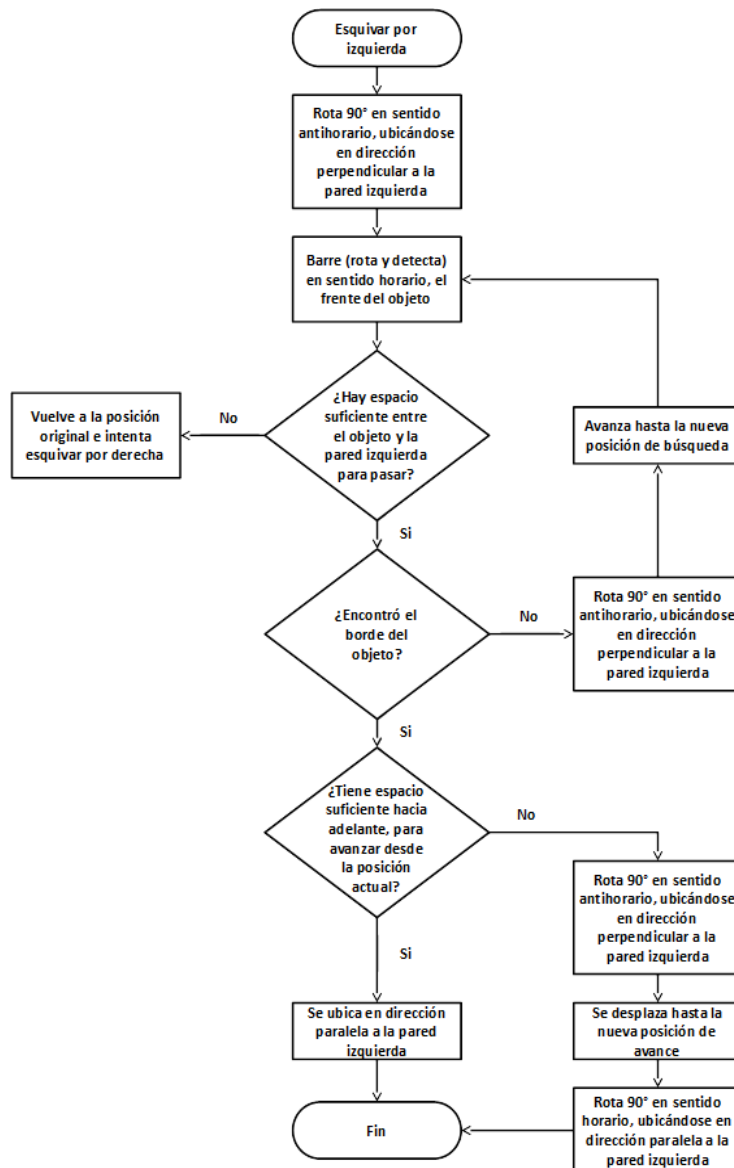 Esquivar por
izquierda
Rota 90° en sentido
antihorario, ubicándose
en dirección
perpendicular a la
pared izquierda
Barre (rota y detecta)
en sentido horario, el
frente del objeto
¿Hay espacio
suficiente entre
el objeto y la
pared izquierda
para pasar?
No
Vuelve a la posición
original e intenta
esquivar por derecha
Avanza hasta la nueva
posición de búsqueda
Si
¿Encontró el
borde del
objeto?
No
Rota 90° en sentido
antihorario, ubicándose
en dirección
perpendicular a la
pared izquierda
Si
¿Tiene espacio
suficiente hacia
adelante, para
avanzar desde
la posición
actual?
No
Rota 90° en sentido
antihorario, ubicándose
en dirección
perpendicular a la
pared izquierda
Si
Se ubica en dirección
paralela a la pared
izquierda
Se desplaza hasta la
nueva posición de
avance
Rota 90° en sentido
horario, ubicándose en
dirección paralela a la
pared izquierda
Fin